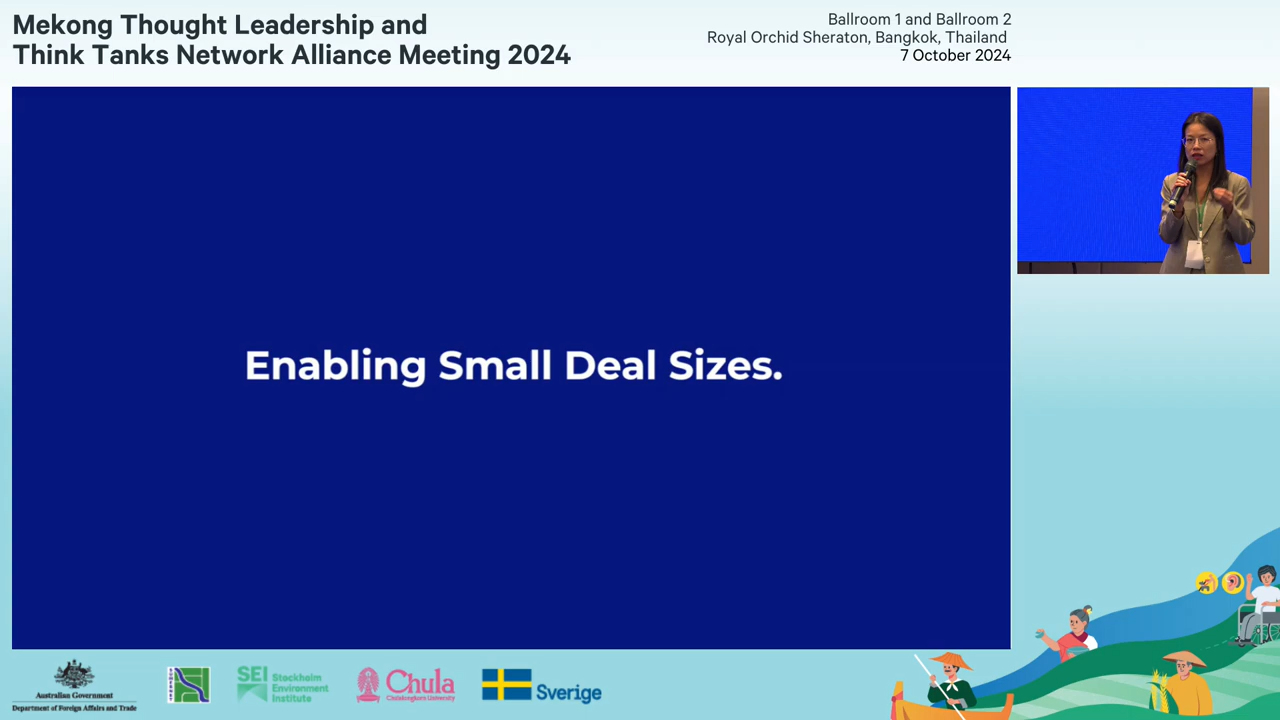 Mekong Thought Leadership and
Think Tanks Network Alliance Meeting 2024
Ballroom 1 and Ballroom 2
Royal Orchid Sheraton, Bangkok, Thailand
7 October 2024
Enabling Small Deal Sizes.
Australian Government
Department of Foreign Affairs and Trade
SEI Stockholm
Environment
Institute
Chula
Chulalongkorn University
Sverige